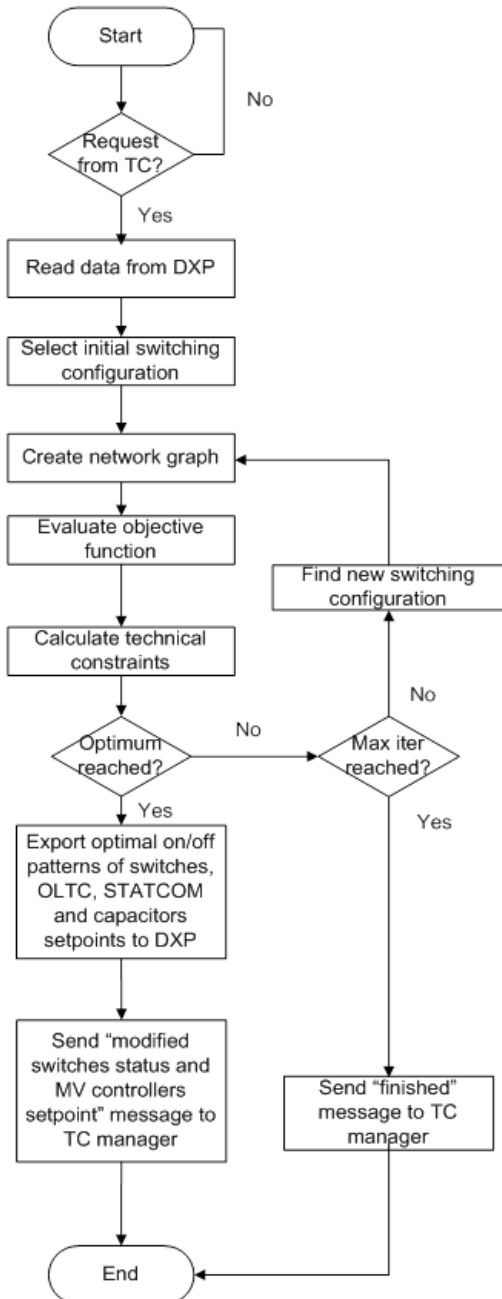 Start
No
Request
from TC?
Yes
Read data from DXP
Select initial switching
configuration
Create network graph
Evaluate objective
function
Find new switching
configuration
Calculate technical
constraints
No
Optimum
reached?
No
Max iter
reached?
Yes
Yes
Export optimal on/off
patterns of switches,
OLTC, STATCOM
and capacitors
setpoints to DXP
Send “modified
switches status and
MV controllers
setpoint” message to
TC manager
Send “finished”
message to TC
manager
End